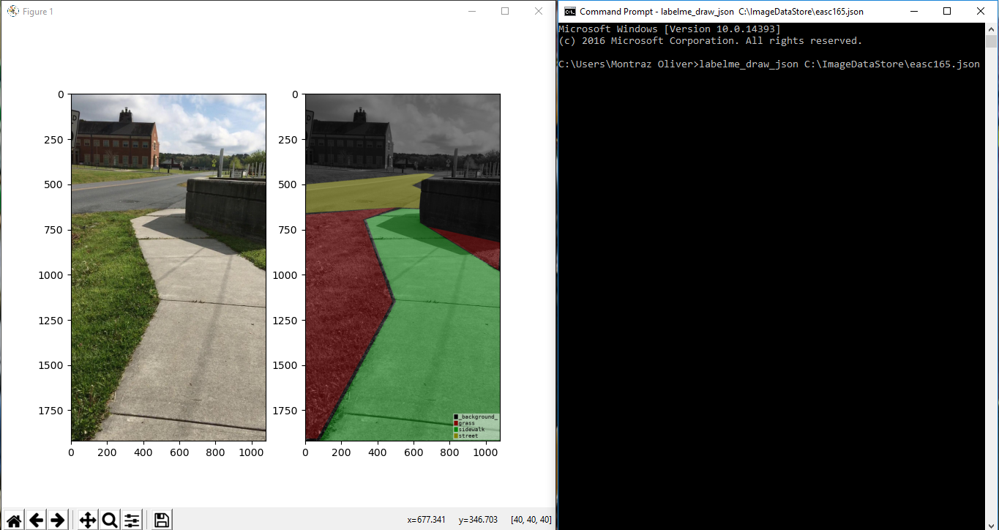 Figure 1
0
250
500
750
1000
1250
1500
1750
0 200 400 600 800 1000
0
250
500
750
1000
1250
1500
1750
0 200 400 600 800 1000
_background_
grass
sidewalk
street
x=677.341 y=346.703 [40, 40, 40]
Command Prompt - labelme_draw_json C:\ImageDataStore\easc165.json
Microsoft Windows [Version 10.0.14393]
(c) 2016 Microsoft Corporation. All rights reserved.
C:\Users\Montraz Oliver>labelme_draw_json C:\ImageDataStore\easc165.json